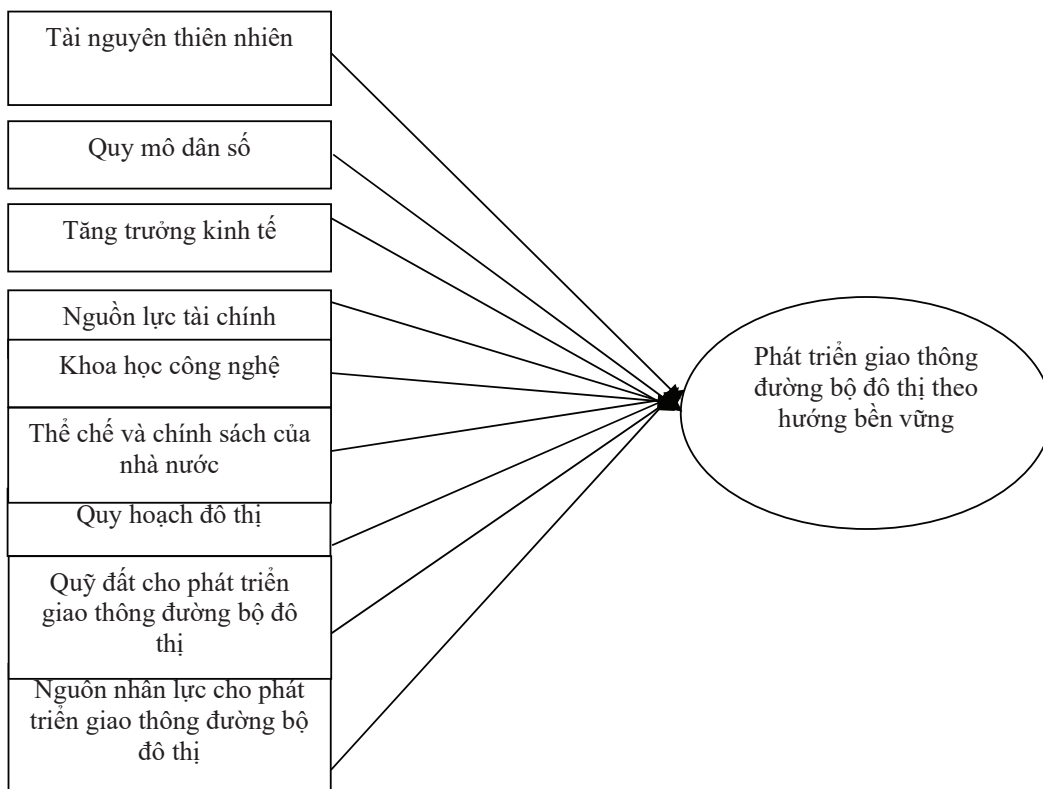 Tài nguyên thiên nhiên
Quy mô dân số
Tăng trưởng kinh tế
Nguồn lực tài chính
Khoa học công nghệ
Thể chế và chính sách của
nhà nước
Quy hoạch đô thị
Quỹ đất cho phát triển
giao thông đường bộ đô
thị
Nguồn nhân lực cho phát
triển giao thông đường bộ
đô thị
Phát triển giao thông
đường bộ đô thị theo
hướng bền vững